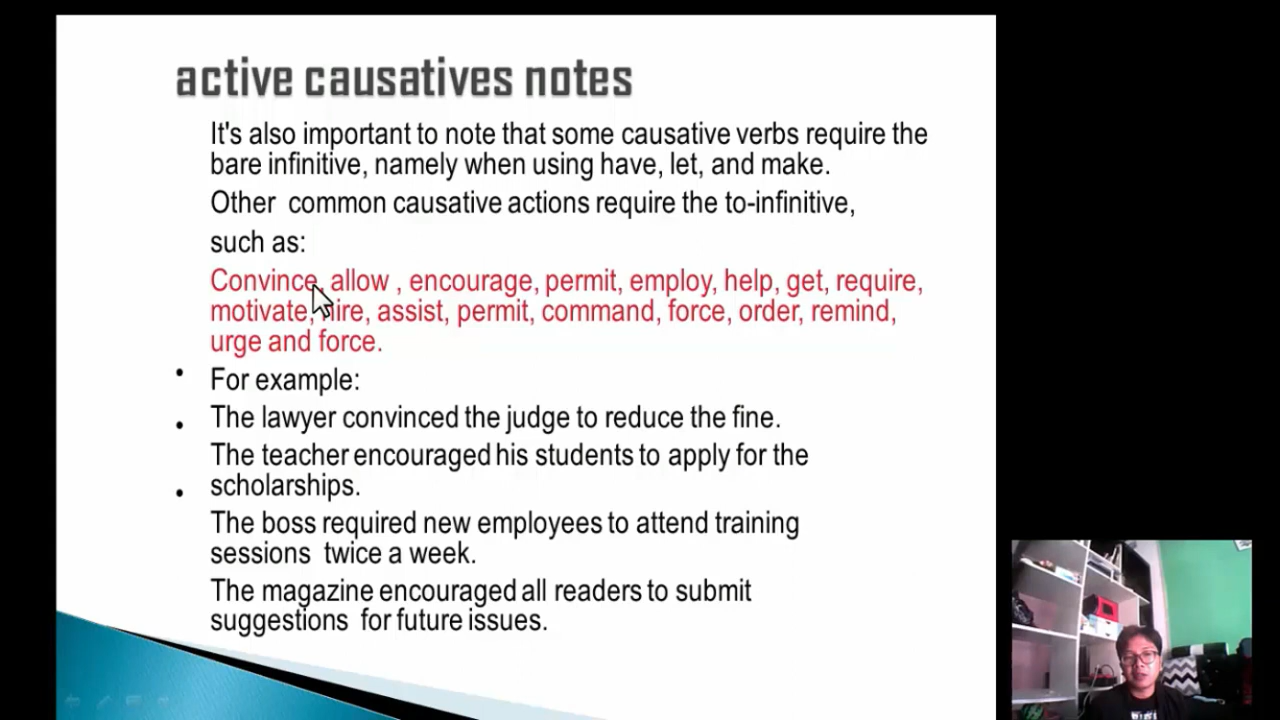 active causatives notes
It's also important to note that some causative verbs require the
bare infinitive, namely when using have, let, and make.
Other common causative actions require the to-infinitive,
such as:
Convince, allow , encourage, permit, employ, help, get, require,
motivate, hire, assist, permit, command, force, order, remind,
urge and force.
• For example:
• The lawyer convinced the judge to reduce the fine.
The teacher encouraged his students to apply for the
• scholarships.
The boss required new employees to attend training
sessions twice a week.
The magazine encouraged all readers to submit
suggestions for future issues.